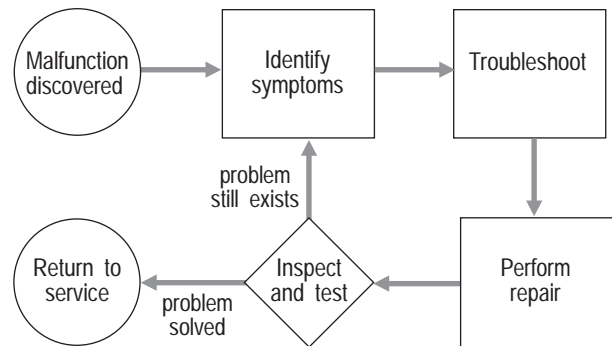 Malfunction
discovered
Identify
symptoms
Troubleshoot
problem
still exists
Return to
service
problem
solved
Inspect
and test
Perform
repair